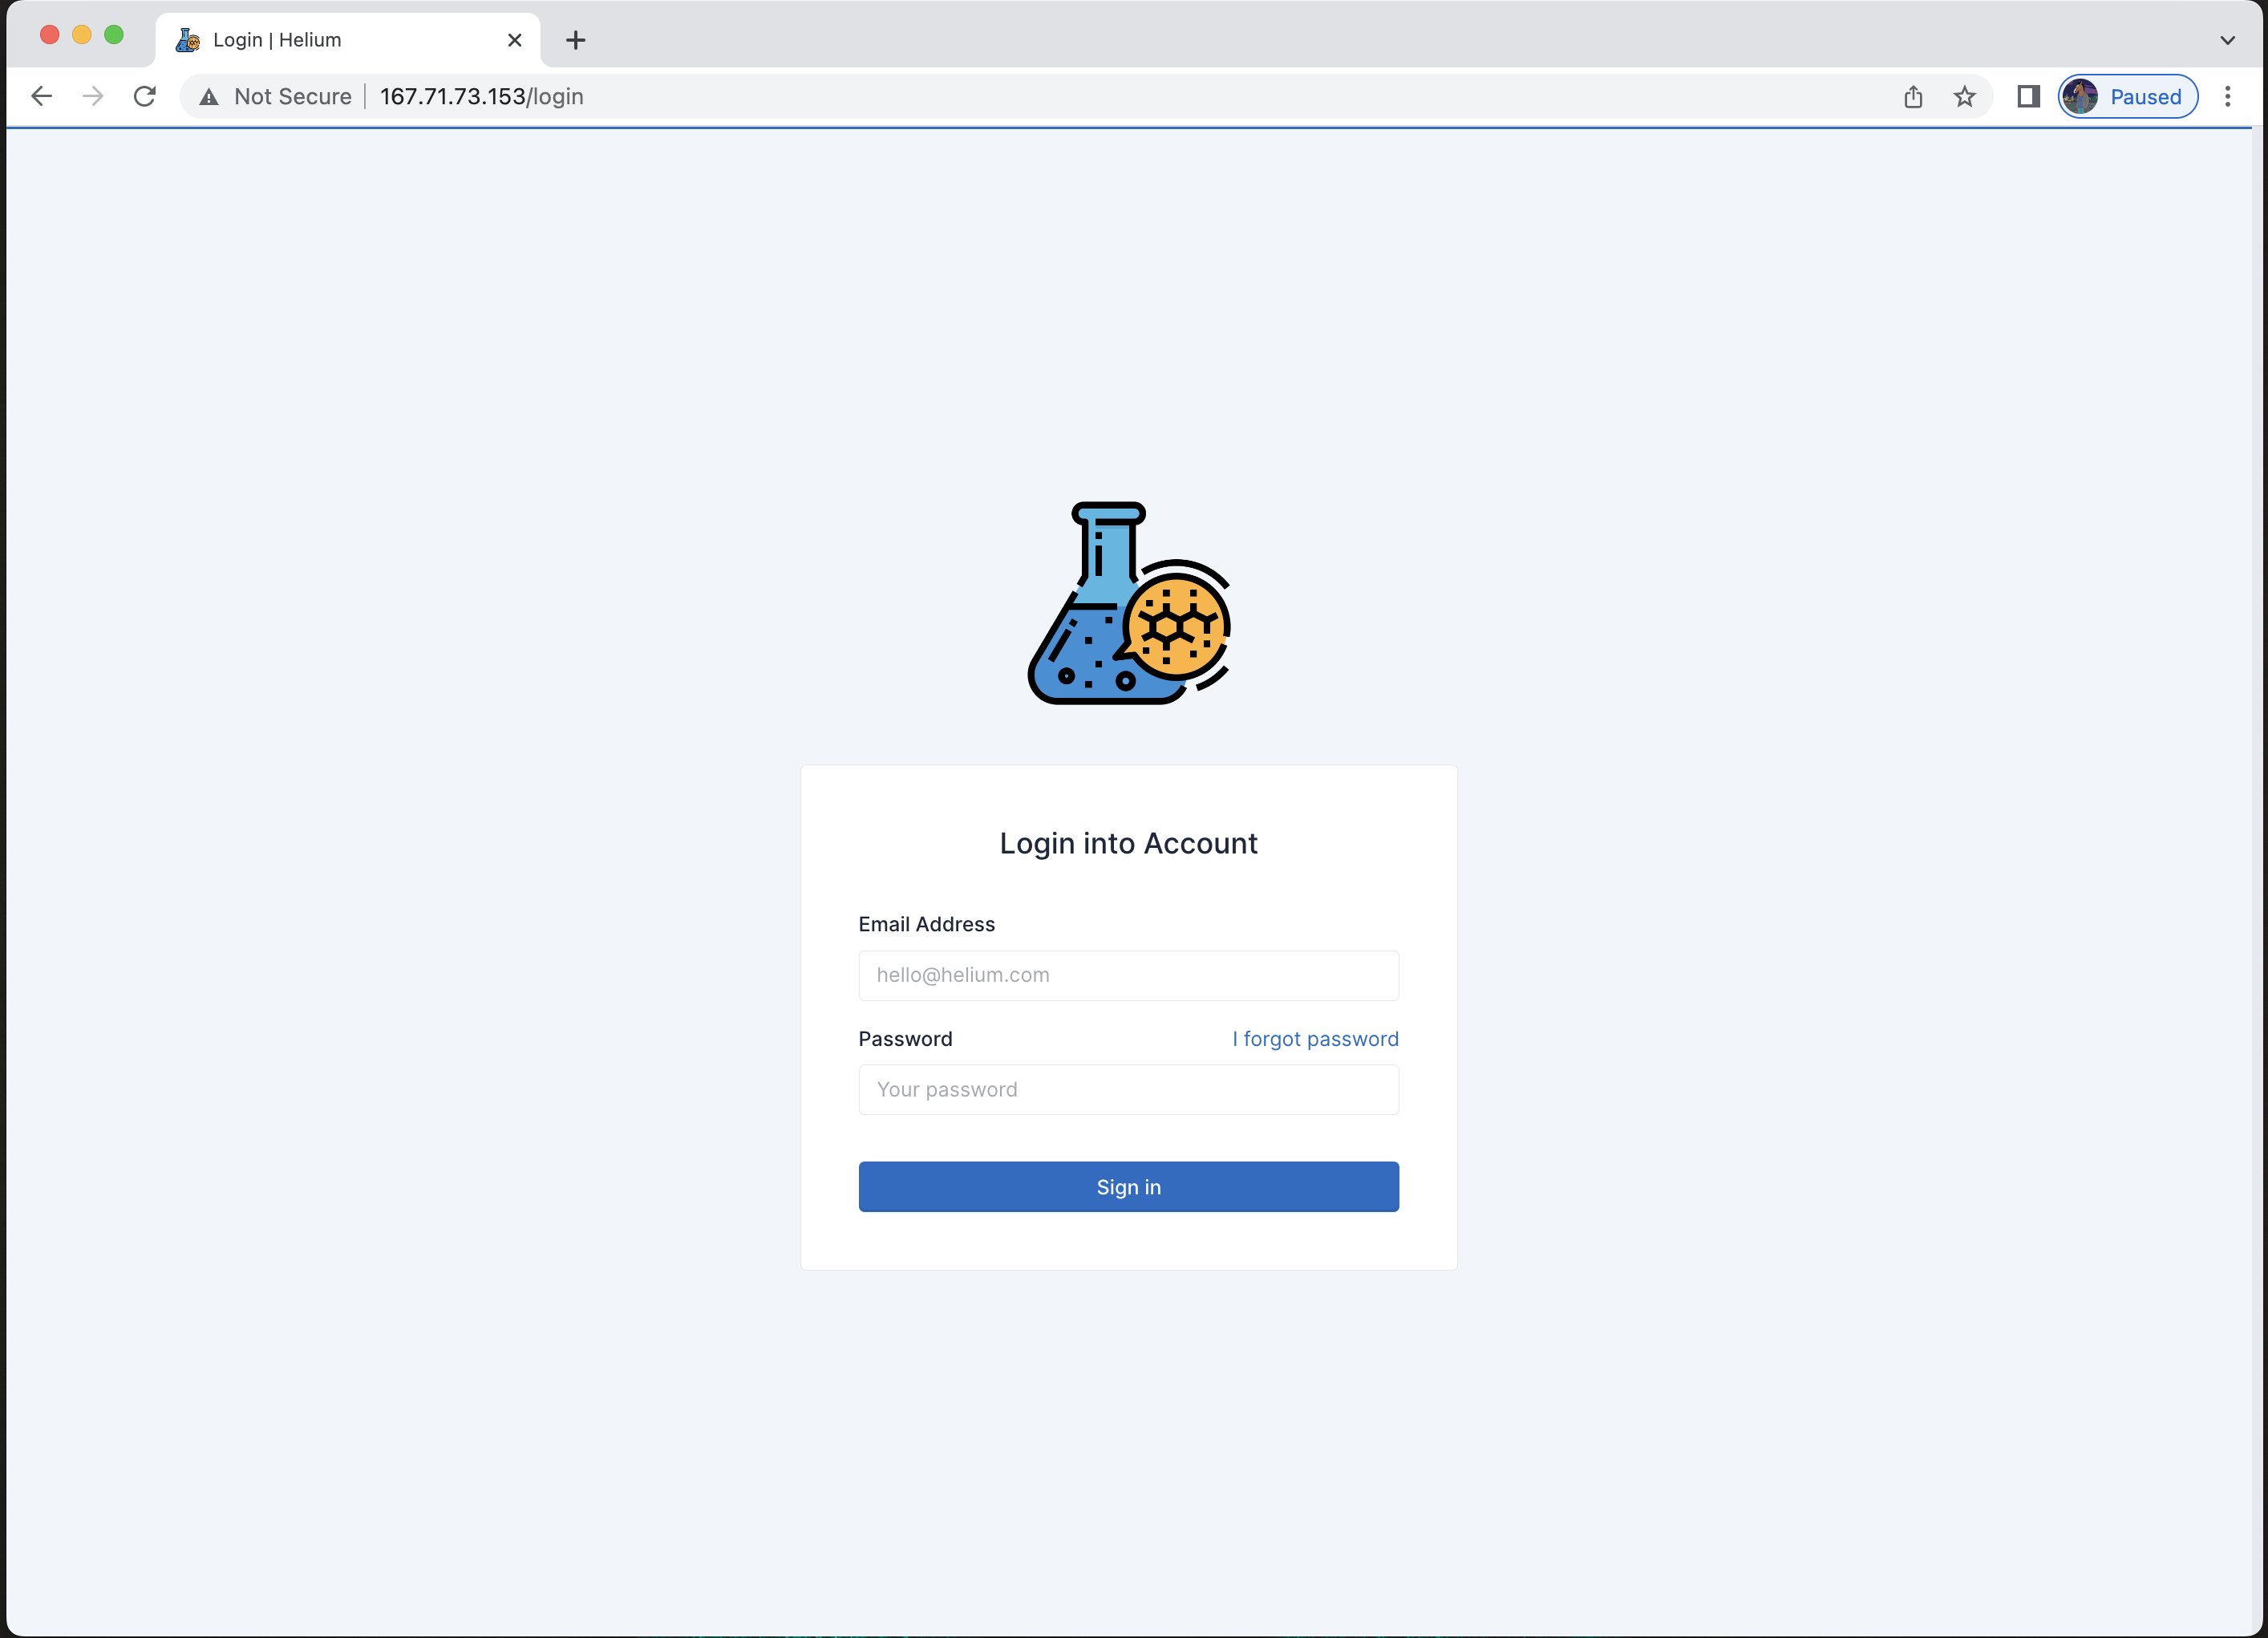 Login | Helium
Not Secure 167.71.73.153/login
Paused
Login into Account
Email Address
hello@helium.com
Password I forgot password
Your password
Sign in